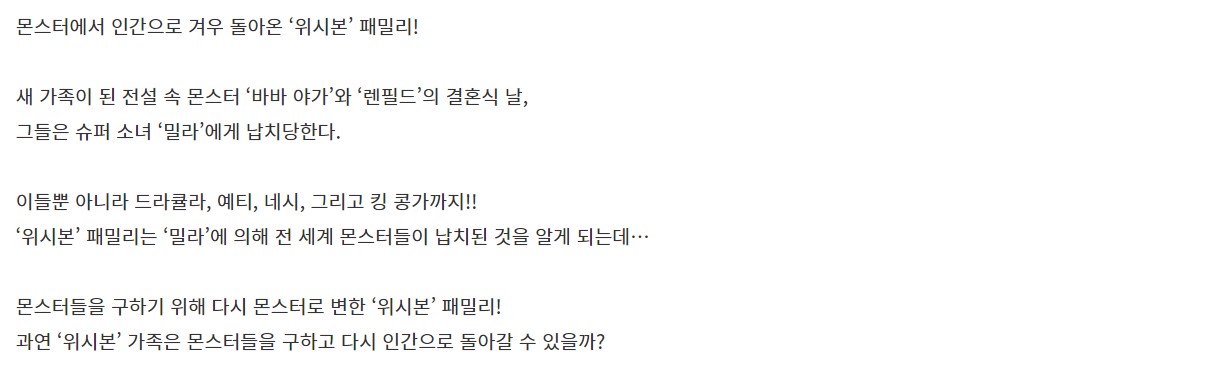 몬스터에서 인간으로 겨우 돌아온 ‘위시본’ 패밀리!
새 가족이 된 전설 속 몬스터 ‘바바 야가’와 ‘렌필드’의 결혼식 날,
그들은 슈퍼 소녀 ‘밀라’에게 납치당한다.
이들뿐 아니라 드라큘라, 예티, 네시, 그리고 킹 콩가까지!!
‘위시본’ 패밀리는 ‘밀라’에 의해 전 세계 몬스터들이 납치된 것을 알게 되는데…
몬스터들을 구하기 위해 다시 몬스터로 변한 ‘위시본’ 패밀리!
과연 ‘위시본’ 가족은 몬스터들을 구하고 다시 인간으로 돌아갈 수 있을까?